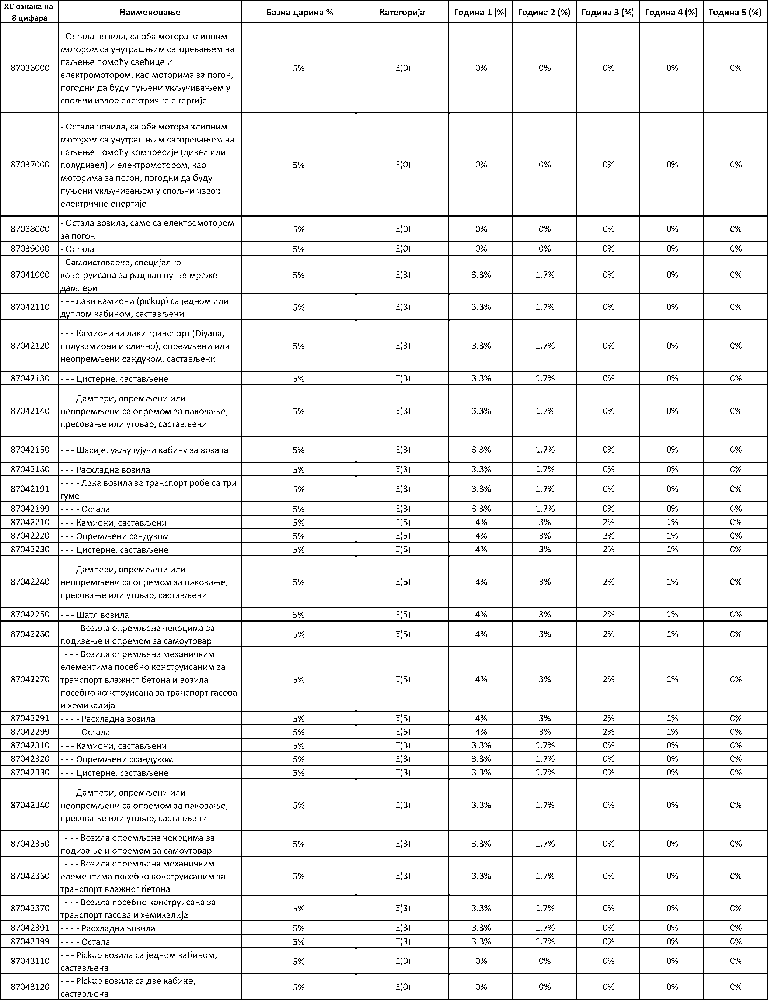 ХС ознака на
8 цифара
Наименовање
Базна царина %
Категорија
Година 1 (%)
Година 2 (%)
Година 3 (%)
Година 4 (%)
Година 5 (%)
87036000
- Остала возила, са оба мотора клипним
мотором са унутрашњим сагоревањем на
паљење помоћу свећице и
електромотором, као моторима за погон,
погодни да буду пуњени укључивањем у
спољни извор електричне енергије
5% E(0) 0% 0% 0% 0% 0%
87037000
- Остала возила, са оба мотора клипним
мотором са унутрашњим сагоревањем на
паљење помоћу компресије (дизел или
полудизел) и електромотором, као
моторима за погон, погодни да буду
пуњени укључивањем у спољни извор
електричне енергије
5% E(0) 0% 0% 0% 0% 0%
87038000
- Остала возила, само са електромотором
за погон
5% E(0) 0% 0% 0% 0% 0%
87039000 - Остала 5% E(0) 0% 0% 0% 0% 0%
87041000
- Самоистоварна, специјално
конструисана за рад ван путне мреже -
дампери
5% E(3) 3.3% 1.7% 0% 0% 0%
87042110
- - - лаки камиони (pickup) са једном или
дуплом кабином, састављени
5% E(3) 3.3% 1.7% 0% 0% 0%
87042120
- - - Камиони за лаки транспорт (Diyana,
полукамиони и слично), опремљени или
неопремљени сандуком, састављени
5% E(3) 3.3% 1.7% 0% 0% 0%
87042130 - - - Цистерне, састављене 5% E(3) 3.3% 1.7% 0% 0% 0%
87042140
- - - Дампери, опремљени или
неопремљени са опремом за паковање,
пресовање или утовар, састављени
5% E(3) 3.3% 1.7% 0% 0% 0%
87042150 - - - Шасије, укључујучи кабину за возача 5% E(3) 3.3% 1.7% 0% 0% 0%
87042160 - - - Расхладна возила 5% E(3) 3.3% 1.7% 0% 0% 0%
87042191
- - - - Лака возила за транспорт робе са три
гуме
5% E(3) 3.3% 1.7% 0% 0% 0%
87042199 - - - - Остала 5% E(3) 3.3% 1.7% 0% 0% 0%
87042210 - - - Камиони, састављени 5% E(5) 4% 3% 2% 1% 0%
87042220 - - - Опремљени сандуком 5% E(5) 4% 3% 2% 1% 0%
87042230 - - - Цистерне, састављене 5% E(5) 4% 3% 2% 1% 0%
87042240
- - - Дампери, опремљени или
неопремљени са опремом за паковање,
пресовање или утовар, састављени
5% E(5) 4% 3% 2% 1% 0%
87042250 - - - Шатл возила 5% E(5) 4% 3% 2% 1% 0%
87042260
- - - Возила опремљена чекрцима за
подизање и опремом за самоутовар
5% E(5) 4% 3% 2% 1% 0%
87042270
- - - Возила опремљена механичким
елементима посебно конструисаним за
транспорт влажног бетона и возила
посебно конструисана за транспорт гасова
и хемикалија
5% E(5) 4% 3% 2% 1% 0%
87042291 - - - - Расхладна возила 5% E(5) 4% 3% 2% 1% 0%
87042299 - - - - Остала 5% E(5) 4% 3% 2% 1% 0%
87042310 - - - Камиони, састављени 5% E(3) 3.3% 1.7% 0% 0% 0%
87042320 - - - Опремљени ссандуком 5% E(3) 3.3% 1.7% 0% 0% 0%
87042330 - - - Цистерне, састављене 5% E(3) 3.3% 1.7% 0% 0% 0%
87042340
- - - Дампери, опремљени или
неопремљени са опремом за паковање,
пресовање или утовар, састављени
5% E(3) 3.3% 1.7% 0% 0% 0%
87042350
- - - Возила опремљена чекрцима за
подизање и опремом за самоутовар
5% E(3) 3.3% 1.7% 0% 0% 0%
87042360
- - - Возила опремљена механичким
елементима посебно конструисаним за
транспорт влажног бетона
5% E(3) 3.3% 1.7% 0% 0% 0%
87042370
- - - Возила посебно конструисана за
транспорт гасова и хемикалија
5% E(3) 3.3% 1.7% 0% 0% 0%
87042391 - - - - Расхладна возила 5% E(3) 3.3% 1.7% 0% 0% 0%
87042399 - - - - Остала 5% E(3) 3.3% 1.7% 0% 0% 0%
87043110
- - - Pickup возила са једном кабином,
састављена
5% E(0) 0% 0% 0% 0% 0%
87043120
- - - Pickup возила са две кабине,
састављена
5% E(0) 0% 0% 0% 0% 0%